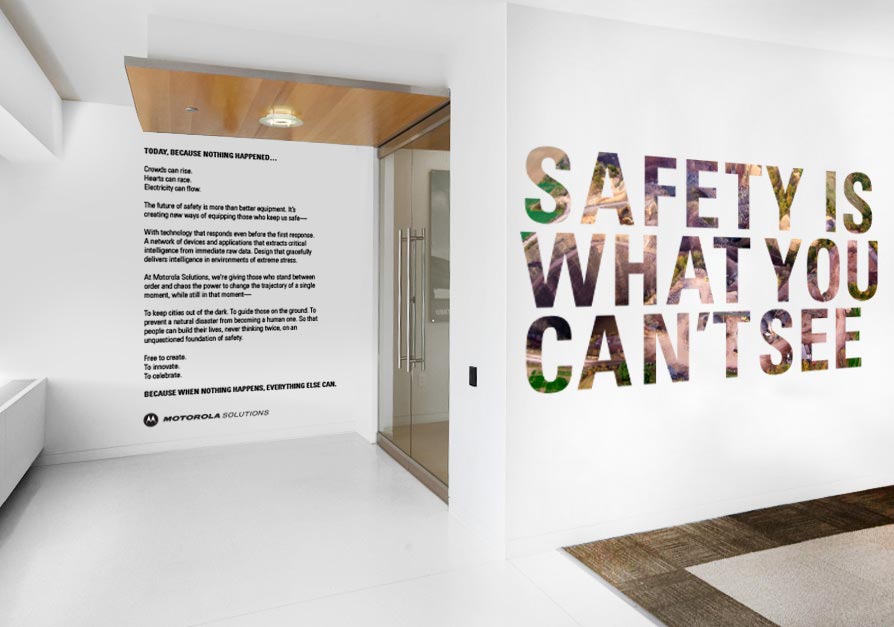 TODAY, BECAUSE NOTHING HAPPENED...
Crowds can rise.
Hearts can race.
Electricity can flow.
The future of safety is more than better equipment. It's
creating new ways of equipping those who keep us safe—
With technology that responds even before the first response.
A network of devices and applications that extracts critical
intelligence from immediate raw data. Design that gracefully
delivers intelligence in environments of extreme stress.
At Motorola Solutions, we're giving those who stand between
order and chaos the power to change the trajectory of a single
moment, while still in that moment—
To keep cities out of the dark. To guide those on the ground. To
prevent a natural disaster from becoming a human one. So that
people can build their lives, never thinking twice, on an
unquestioned foundation of safety.
Free to create.
To innovate.
To celebrate.
BECAUSE WHEN NOTHING HAPPENS, EVERYTHING ELSE CAN.
MOTOROLA SOLUTIONS
SAFETY IS
WHAT YOU
CAN'T SEE